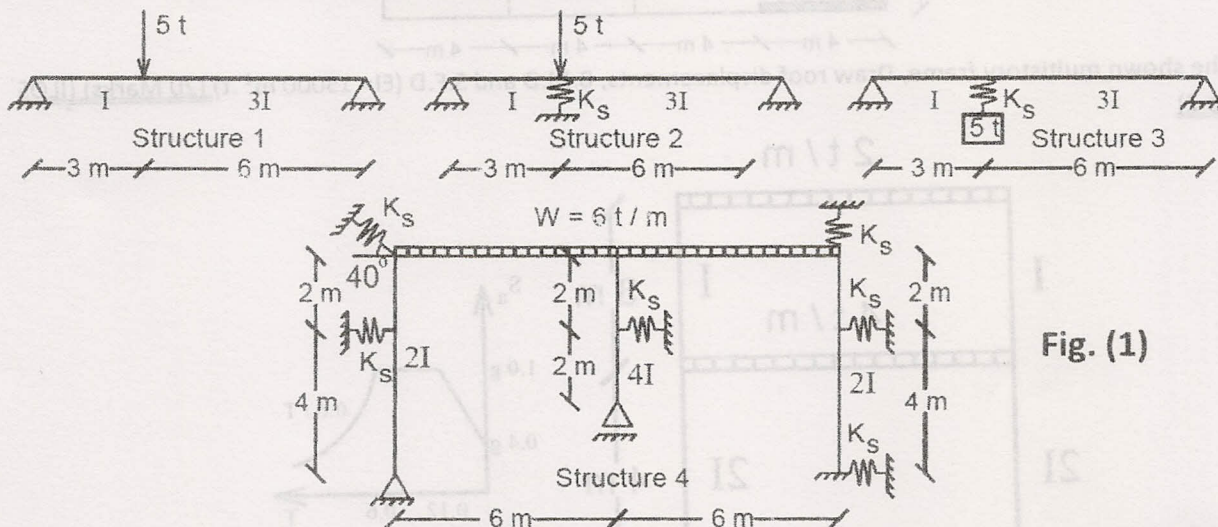 5 t
5 t
I 3I
I K_s 3I
I K_s 3I
5 t
Structure 1
Structure 2
Structure 3
3 m 6 m
3 m 6 m
3 m 6 m
K_s
W = 6 t / m
K_s
40°
2 m
2 m
K_s
K_s
2 m
K_s
2I
2 m
4I
2I
Fig. (1)
4 m
4 m
K_s
Structure 4
6 m 6 m